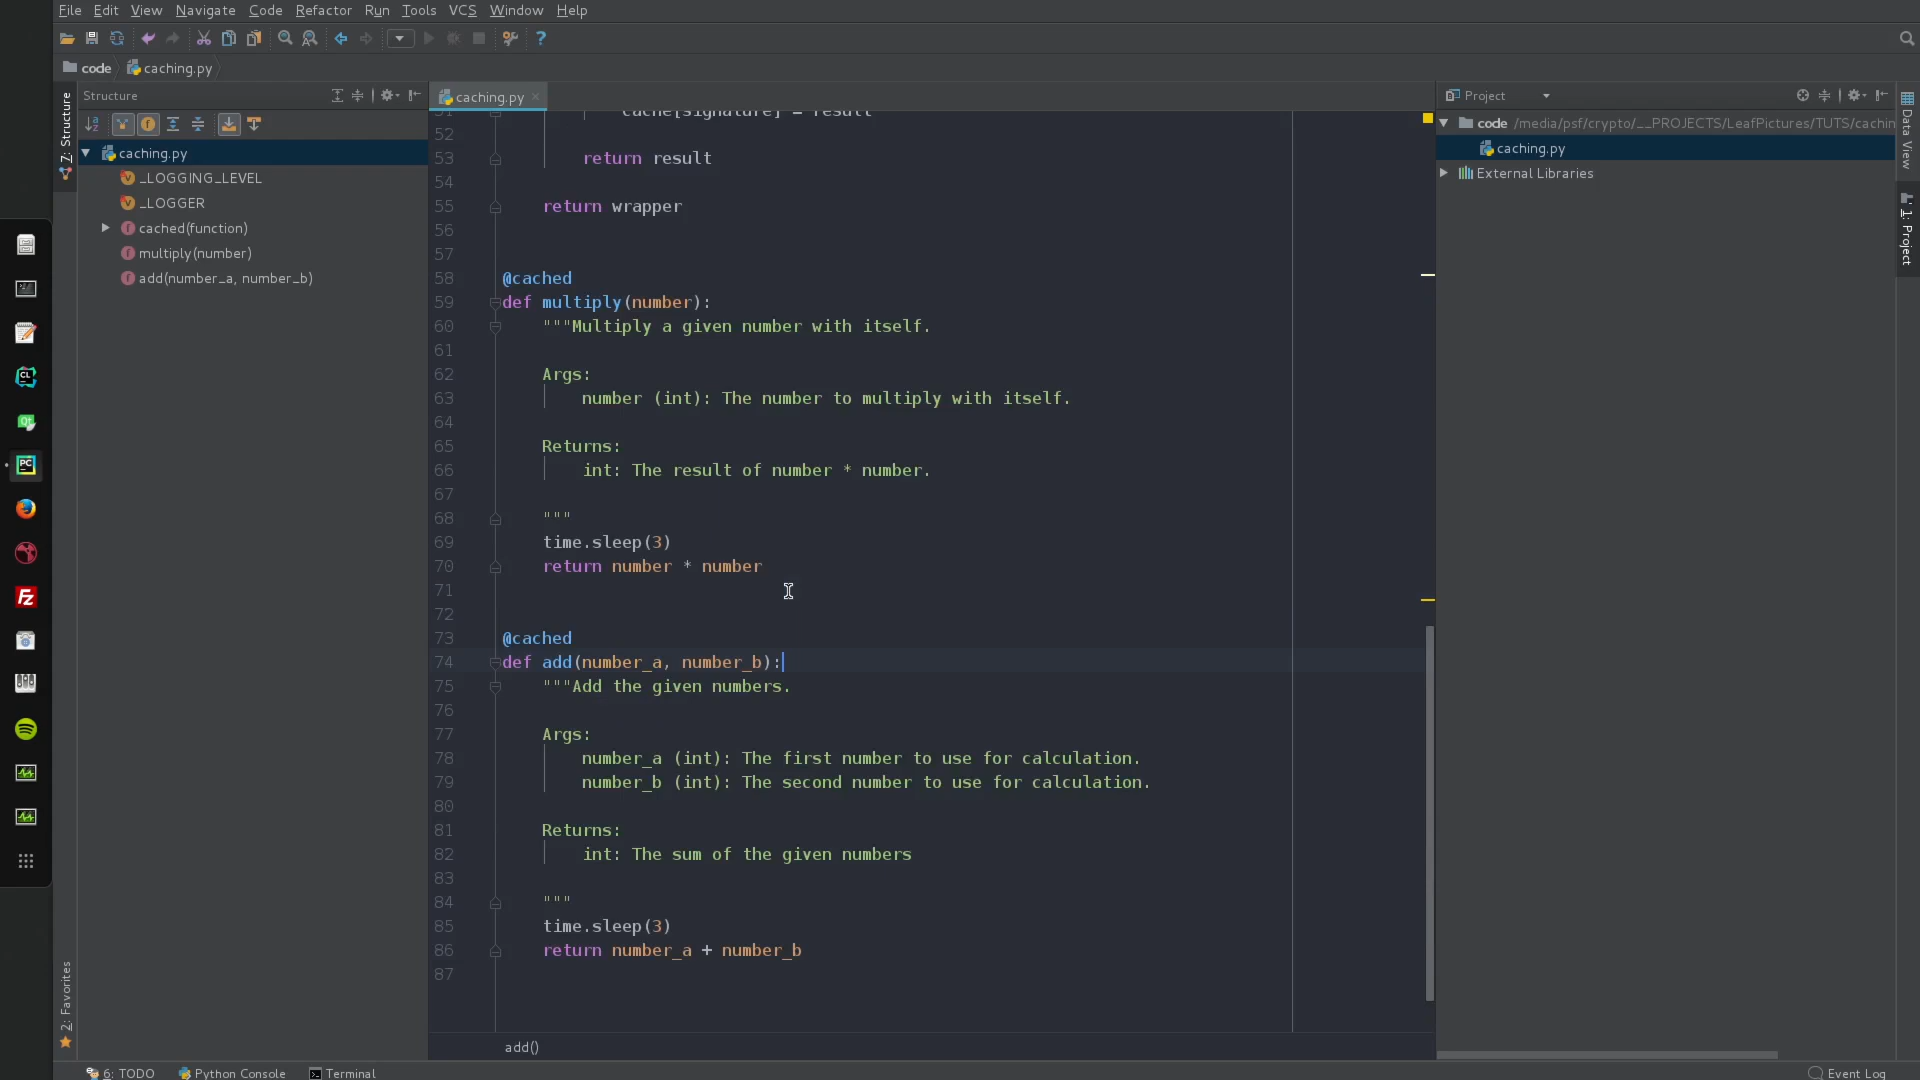 File Edit View Navigate Code Refactor Run Tools VCS Window Help
code caching.py
Structure
caching.py
Project
Z: Structure
caching.py
_LOGGING_LEVEL
_LOGGER
cached(function)
multiply(number)
add(number_a, number_b)
2: Favorites
51 cache[signature] = result
52
53 return result
54
55 return wrapper
56
57
58 @cached
59 def multiply(number):
60 """Multiply a given number with itself.
61
62 Args:
63 number (int): The number to multiply with itself.
64
65 Returns:
66 int: The result of number * number.
67
68 """
69 time.sleep(3)
70 return number * number
71
72
73 @cached
74 def add(number_a, number_b):
75 """Add the given numbers.
76
77 Args:
78 number_a (int): The first number to use for calculation.
79 number_b (int): The second number to use for calculation.
80
81 Returns:
82 int: The sum of the given numbers
83
84 """
85 time.sleep(3)
86 return number_a + number_b
87
add()
code /media/psf/crypto/__PROJECTS/LeafPictures/TUTS/cachin
caching.py
External Libraries
Data View
1: Project
CL
Qt
PC
Fz
6: TODO Python Console Terminal Event Log